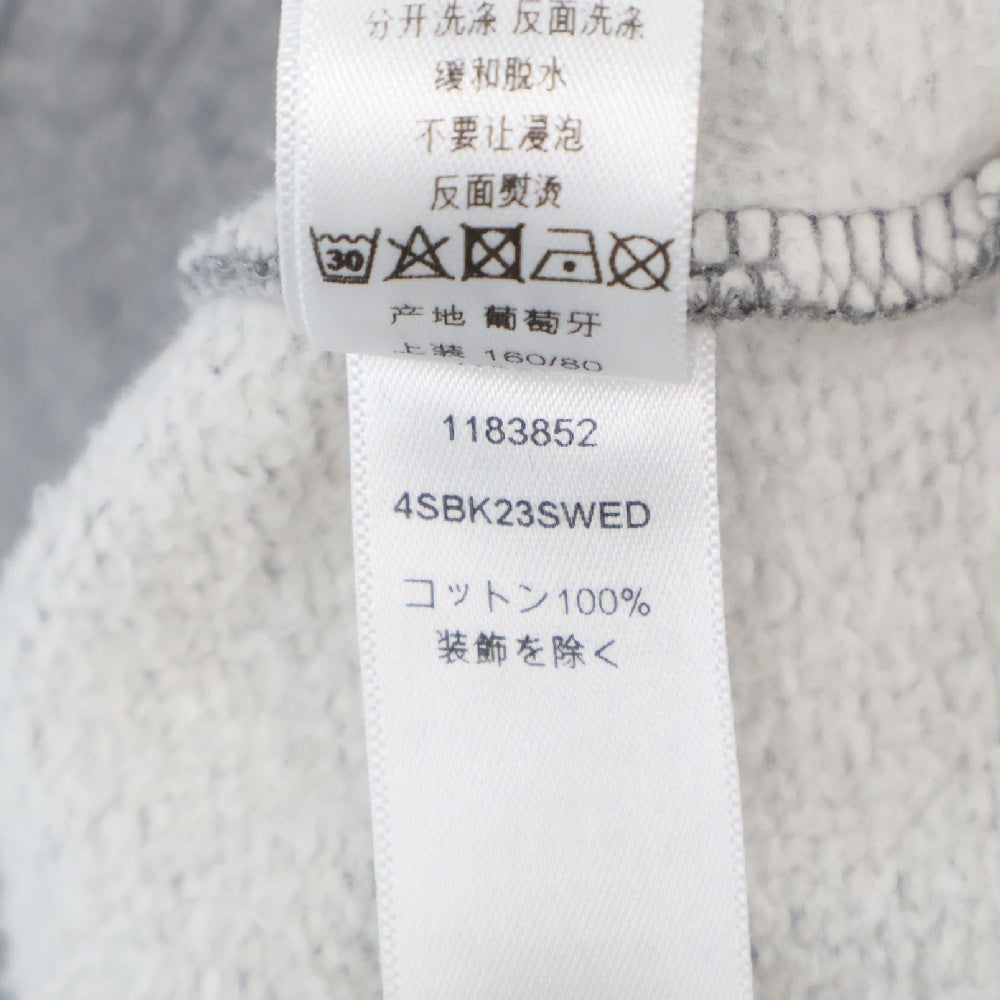 分开洗涤 反面洗涤
缓和脱水
不要让浸泡
反面熨烫
30
产地 葡萄牙
上装 160/80
1183852
4SBK23SWED
コットン100%
装飾を除く